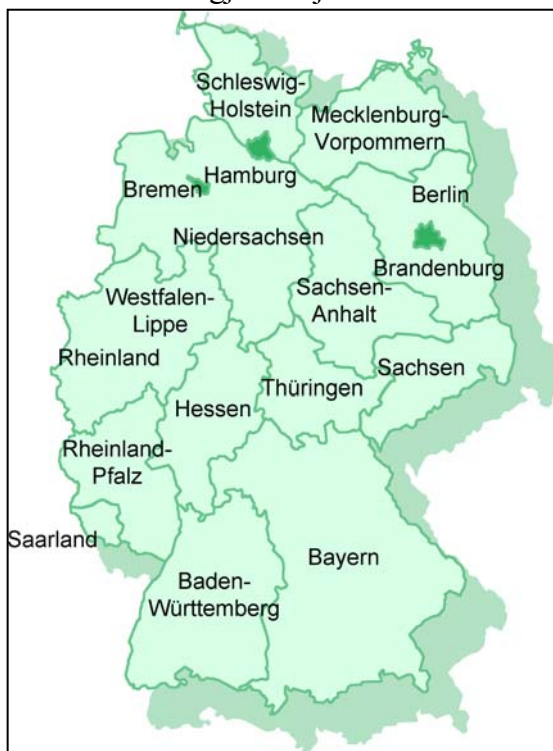 Schleswig-
Holstein
Mecklenburg-
Vorpommern
Hamburg
Bremen
Berlin
Niedersachsen
Brandenburg
Westfalen-
Lippe
Sachsen-
Anhalt
Rheinland
Sachsen
Thüringen
Hessen
Rheinland-
Pfalz
Saarland
Bayern
Baden-
Württemberg